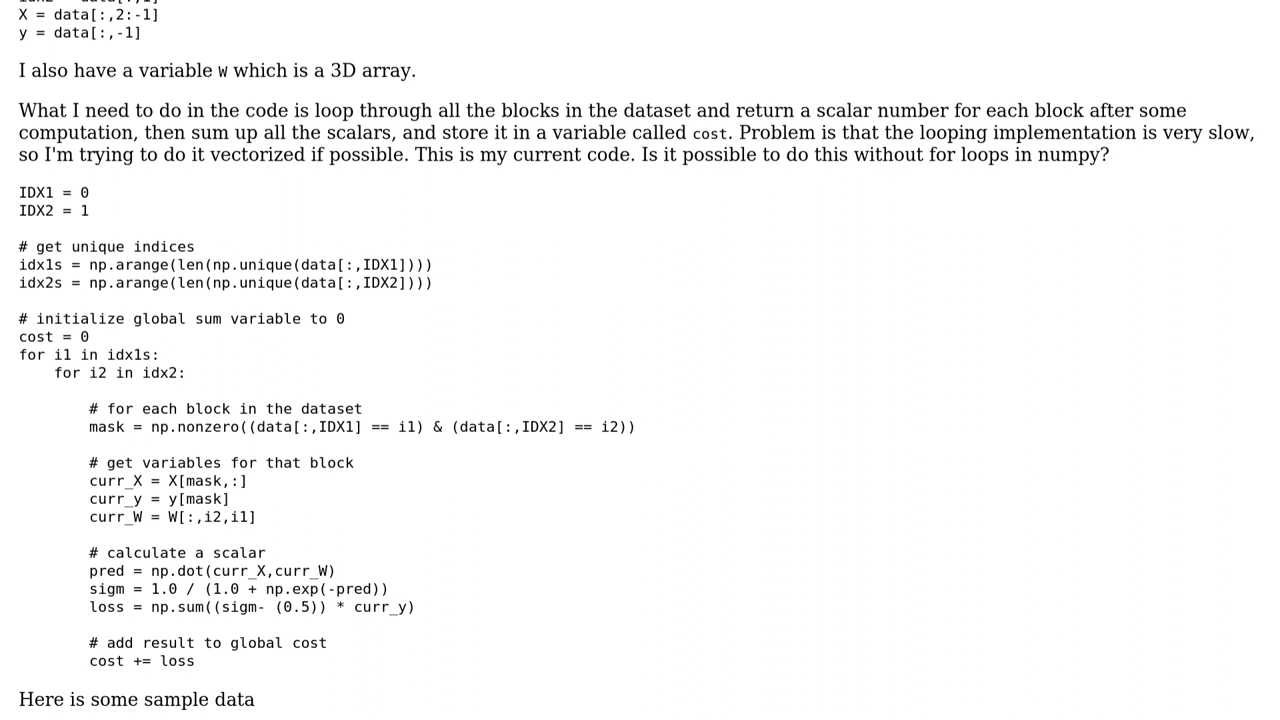 X = data[:,2:-1]
y = data[:,-1]
I also have a variable W which is a 3D array.
What I need to do in the code is loop through all the blocks in the dataset and return a scalar number for each block after some
computation, then sum up all the scalars, and store it in a variable called cost. Problem is that the looping implementation is very slow,
so I'm trying to do it vectorized if possible. This is my current code. Is it possible to do this without for loops in numpy?
IDX1 = 0
IDX2 = 1
# get unique indices
idx1s = np.arange(len(np.unique(data[:,IDX1])))
idx2s = np.arange(len(np.unique(data[:,IDX2])))
# initialize global sum variable to 0
cost = 0
for i1 in idx1s:
    for i2 in idx2:
        # for each block in the dataset
        mask = np.nonzero((data[:,IDX1] == i1) & (data[:,IDX2] == i2))
        # get variables for that block
        curr_X = X[mask,:]
        curr_y = y[mask]
        curr_W = W[:,i2,i1]
        # calculate a scalar
        pred = np.dot(curr_X,curr_W)
        sigm = 1.0 / (1.0 + np.exp(-pred))
        loss = np.sum((sigm- (0.5)) * curr_y)
        # add result to global cost
        cost += loss
Here is some sample data